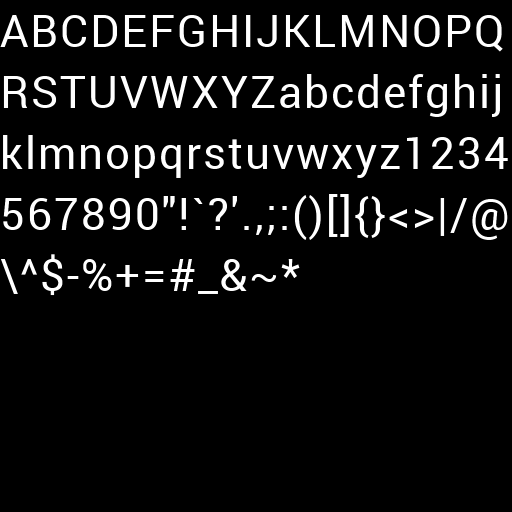 ABCDEFGHIJKLMNOPQ
RSTUVWXYZabcdefghij
klmnopqrstuvwxyz1234
567890"!`?'.,;:()[]{}<>|/@
\^$-%+=#_&~*